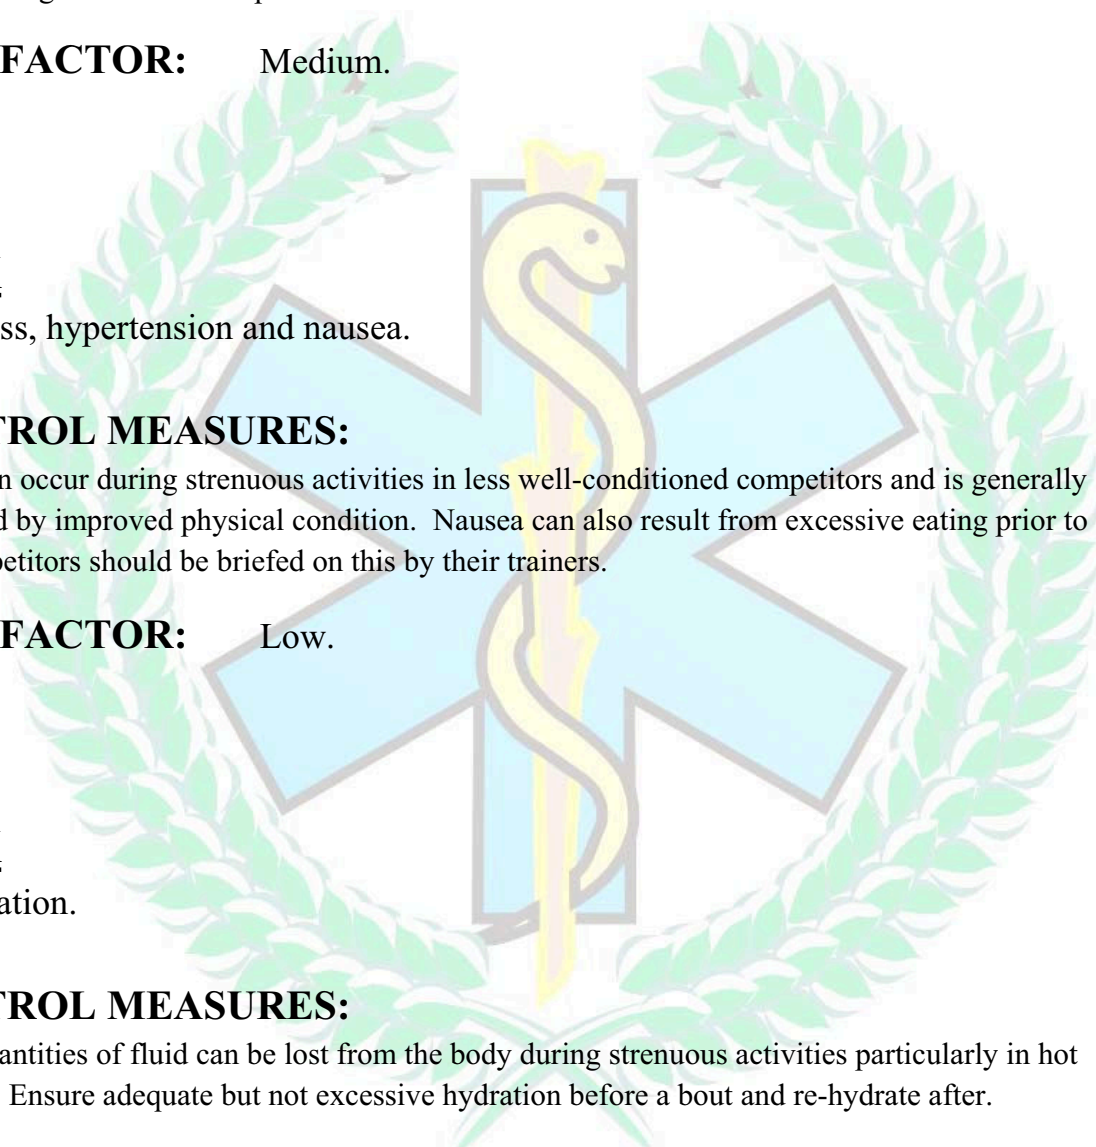 FACTOR: Medium.
ss, hypertension and nausea.
TROL MEASURES:
n occur during strenuous activities in less well-conditioned competitors and is generally
d by improved physical condition. Nausea can also result from excessive eating prior to
petitors should be briefed on this by their trainers.
FACTOR: Low.
ation.
TROL MEASURES:
antities of fluid can be lost from the body during strenuous activities particularly in hot
Ensure adequate but not excessive hydration before a bout and re-hydrate after.